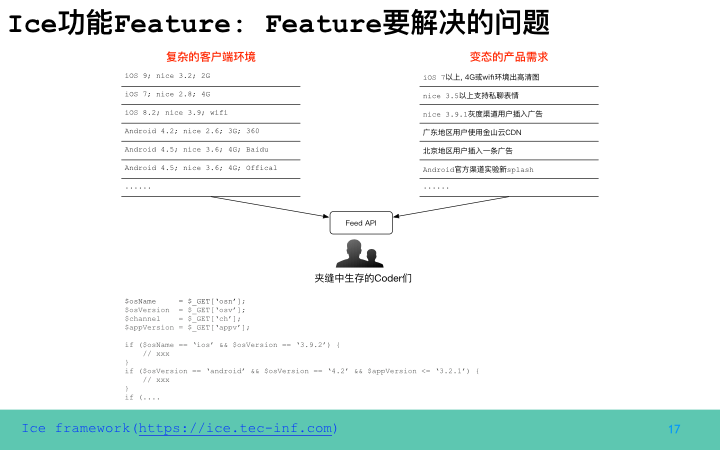 Ice功能Feature: Feature要解决的问题
复杂的客户端环境
iOS 9; nice 3.2; 2G
iOS 7; nice 2.8; 4G
iOS 8.2; nice 3.9; wifi
Android 4.2; nice 2.6; 3G; 360
Android 4.5; nice 3.6; 4G; Baidu
Android 4.5; nice 3.6; 4G; Offical
......
变态的产品需求
iOS 7以上, 4G或wifi环境出高清图
nice 3.5以上支持私聊表情
nice 3.9.1灰度渠道用户插入广告
广东地区用户使用金山云CDN
北京地区用户插入一条广告
Android官方渠道实验新splash
......
Feed API
夹缝中生存的Coder们
$osName = $_GET[‘osn’];
$osVersion = $_GET[‘osv’];
$channel = $_GET[‘ch’];
$appVersion = $_GET[‘appv’];
if ($osName == ‘ios’ && $osVersion == ‘3.9.2’) {
// xxx
}
if ($osVersion == ‘android’ && $osVersion == ‘4.2’ && $appVersion <= ‘3.2.1’) {
// xxx
}
if (....
Ice framework(https://ice.tec-inf.com)
17